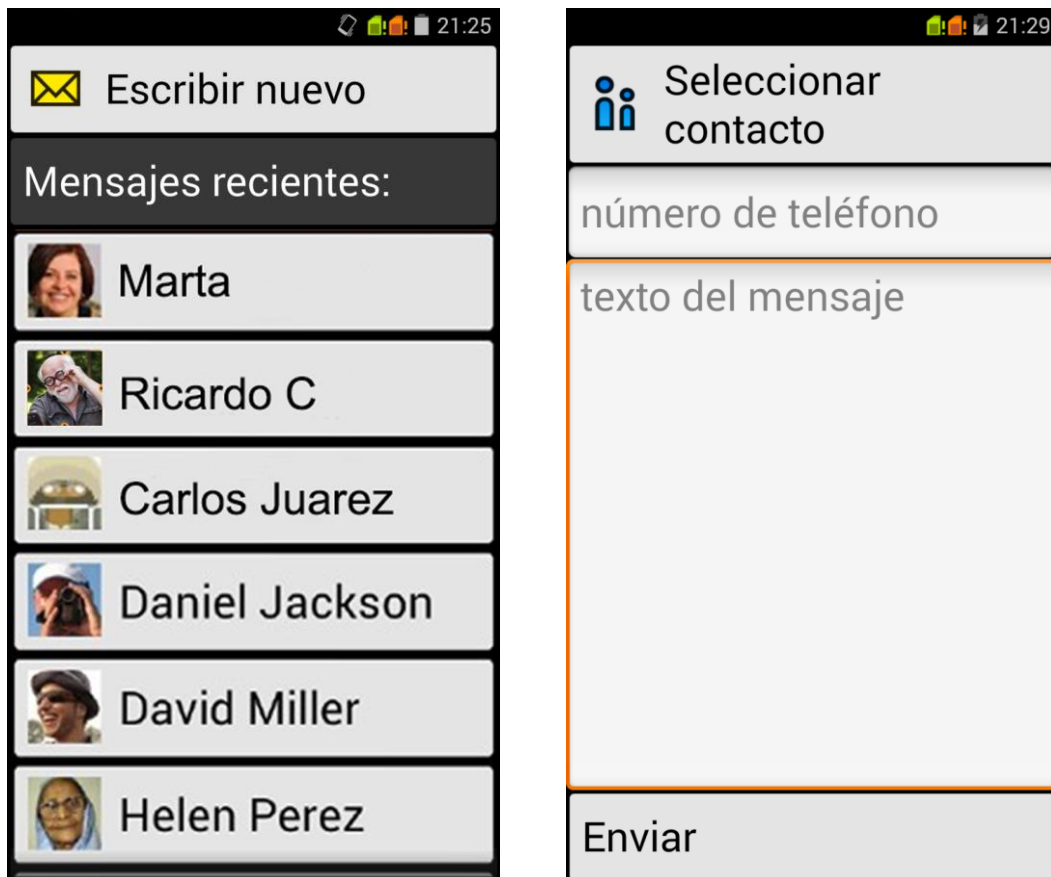 21:25
Escribir nuevo
Mensajes recientes:
Marta
Ricardo C
Carlos Juarez
Daniel Jackson
David Miller
Helen Perez
21:29
Seleccionar
contacto
número de teléfono
texto del mensaje
Enviar